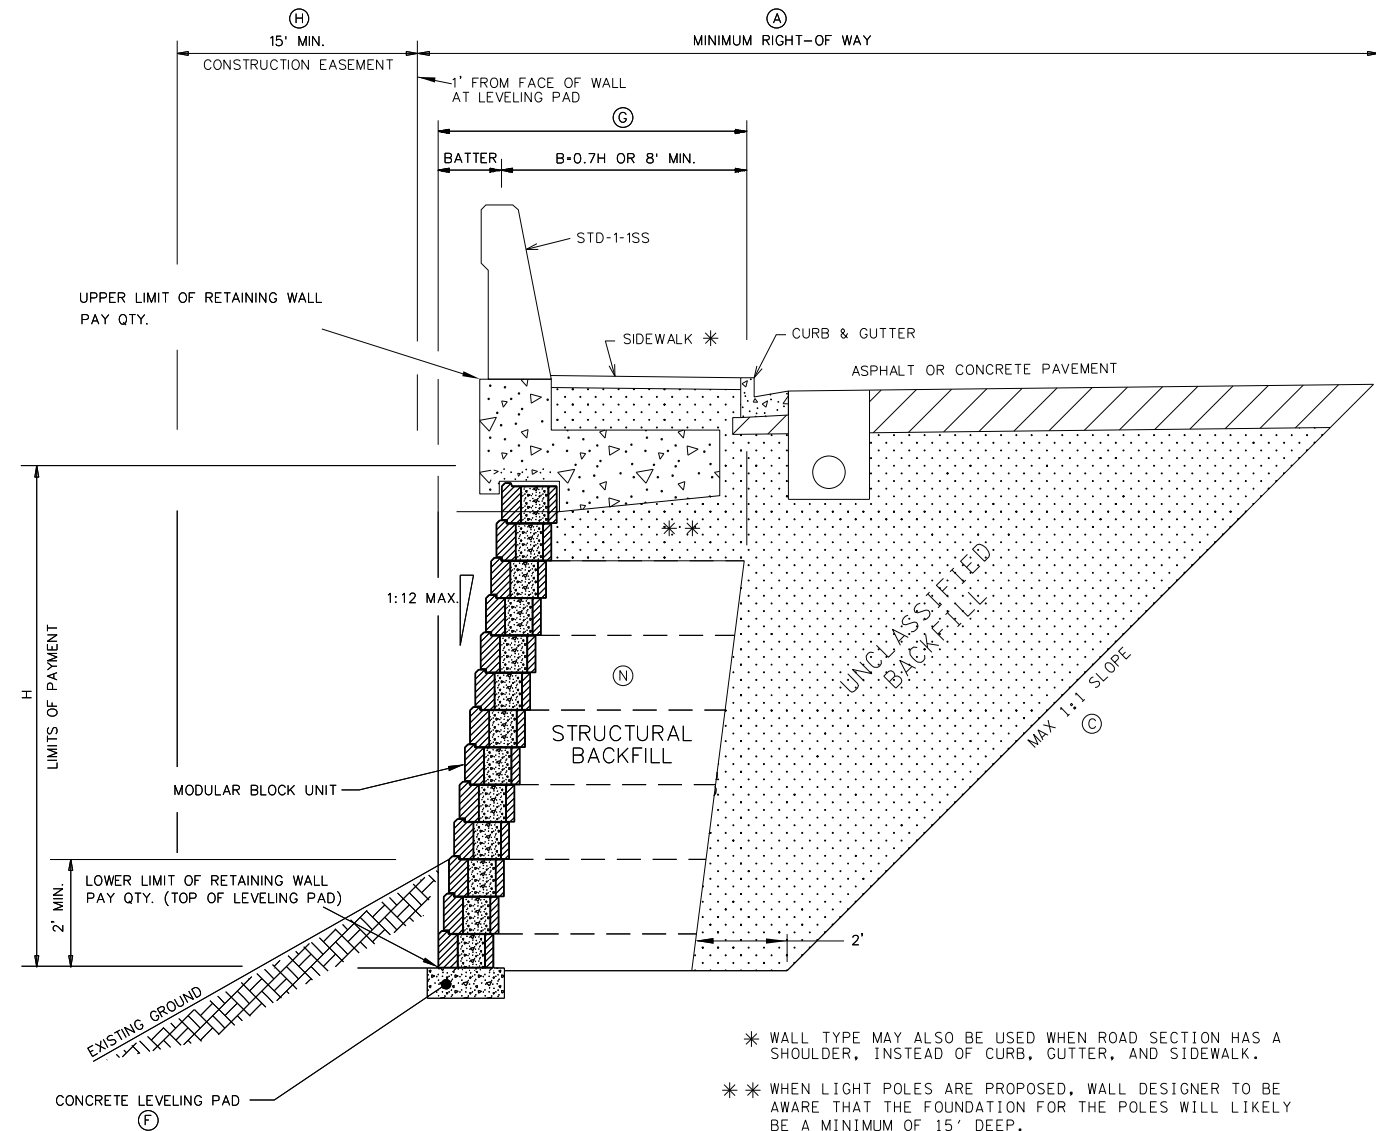 H
A
15' MIN.
MINIMUM RIGHT-OF WAY
CONSTRUCTION EASEMENT
1' FROM FACE OF WALL
AT LEVELING PAD
G
BATTER
B=0.7H OR 8' MIN.
STD-1-1SS
UPPER LIMIT OF RETAINING WALL
PAY QTY.
SIDEWALK *
CURB & GUTTER
ASPHALT OR CONCRETE PAVEMENT
* *
1:12 MAX.
UNCLASSIFIED
BACKFILL
H
LIMITS OF PAYMENT
N
STRUCTURAL
BACKFILL
MAX 1:1 SLOPE
C
MODULAR BLOCK UNIT
2' MIN.
LOWER LIMIT OF RETAINING WALL
PAY QTY. (TOP OF LEVELING PAD)
2'
EXISTING GROUND
CONCRETE LEVELING PAD
F
* WALL TYPE MAY ALSO BE USED WHEN ROAD SECTION HAS A
SHOULDER, INSTEAD OF CURB, GUTTER, AND SIDEWALK.
* * WHEN LIGHT POLES ARE PROPOSED, WALL DESIGNER TO BE
AWARE THAT THE FOUNDATION FOR THE POLES WILL LIKELY
BE A MINIMUM OF 15' DEEP.